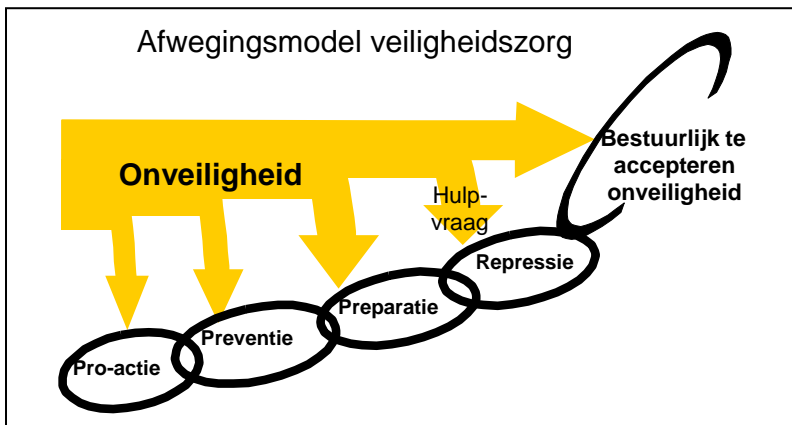 Afwegingsmodel veiligheidszorg
Onveiligheid
Bestuurlijk te
accepteren
onveiligheid
Hulp-
vraag
Repressie
Preparatie
Preventie
Pro-actie